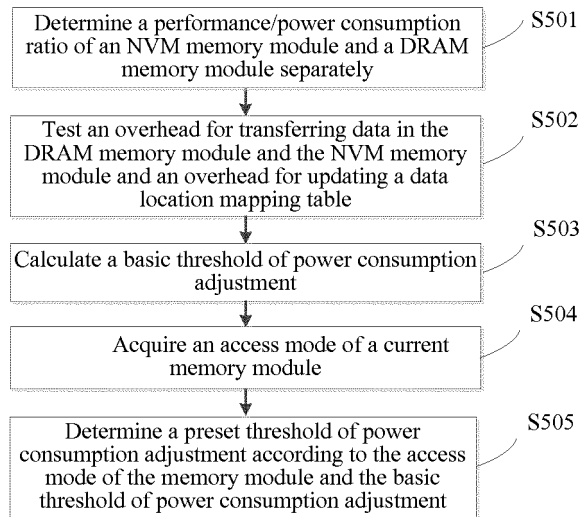 Determine a performance/power consumption
ratio of an NVM memory module and a DRAM
memory module separately
S501
Test an overhead for transferring data in the
DRAM memory module and the NVM memory
module and an overhead for updating a data
location mapping table
S502
Calculate a basic threshold of power consumption
adjustment
S503
Acquire an access mode of a current
memory module
S504
Determine a preset threshold of power
consumption adjustment according to the access
mode of the memory module and the basic
threshold of power consumption adjustment
S505